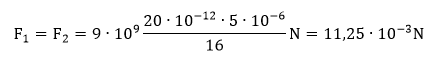 F₁ = F₂ = 9 · 10⁹ (20 · 10⁻¹² · 5 · 10⁻⁶)/16 N = 11,25 · 10⁻³N